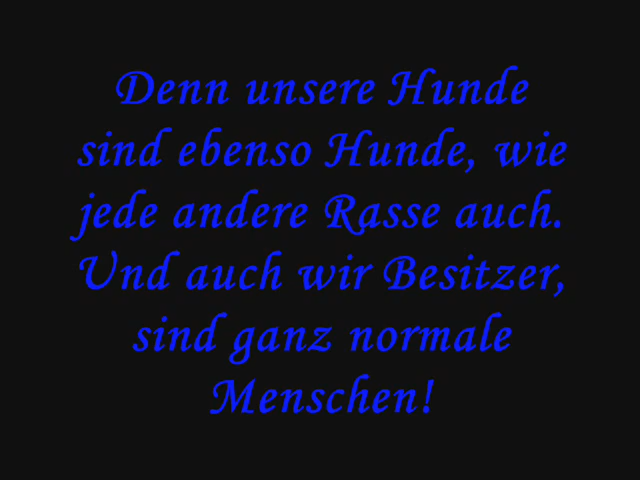 Denn unsere Hunde
sind ebenso Hunde, wie
jede andere Rasse auch.
Und auch wir Besitzer,
sind ganz normale
Menschen!